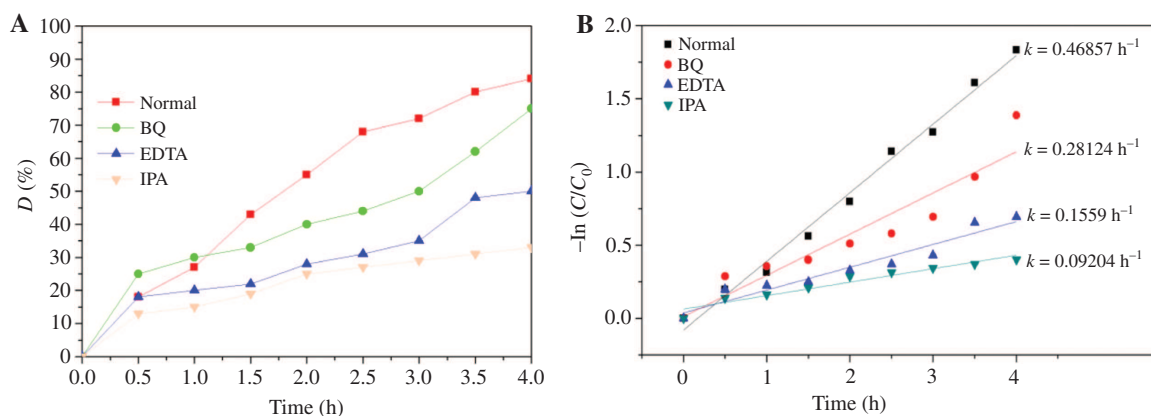 A
100
90
80
70
60
50
40
30
20
10
0
D (%)
Normal
BQ
EDTA
IPA
0.0 0.5 1.0 1.5 2.0 2.5 3.0 3.5 4.0
Time (h)
B
2.0
1.5
1.0
0.5
0.0
–ln (C/C₀)
Normal
BQ
EDTA
IPA
k = 0.46857 h⁻¹
k = 0.28124 h⁻¹
k = 0.1559 h⁻¹
k = 0.09204 h⁻¹
0 1 2 3 4
Time (h)